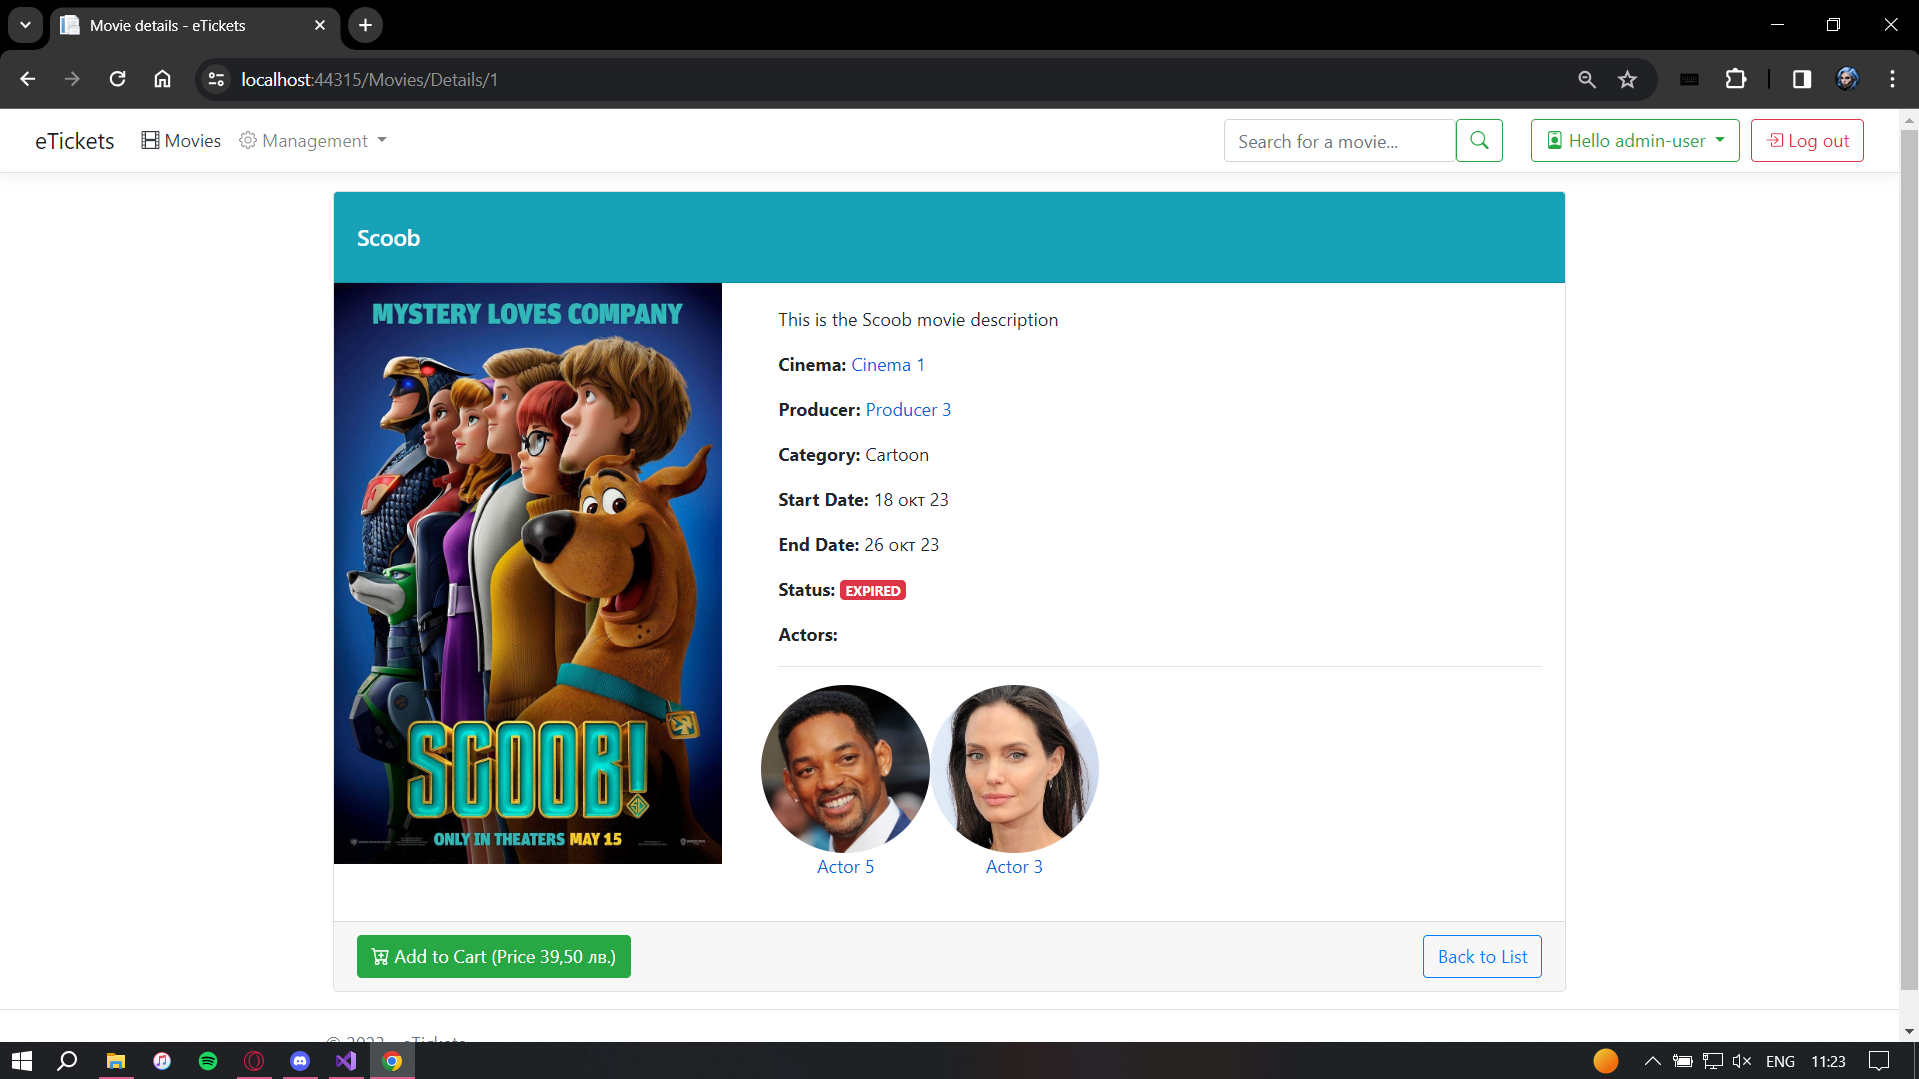 Movie details - eTickets
localhost:44315/Movies/Details/1
eTickets Movies Management Search for a movie... Hello admin-user Log out
Scoob
MYSTERY LOVES COMPANY
SCOOB!
ONLY IN THEATERS MAY 15
This is the Scoob movie description
Cinema: Cinema 1
Producer: Producer 3
Category: Cartoon
Start Date: 18 окт 23
End Date: 26 окт 23
Status: EXPIRED
Actors:
Actor 5 Actor 3
Add to Cart (Price 39,50 лв.) Back to List
© 2023 - eTickets
ENG 11:23